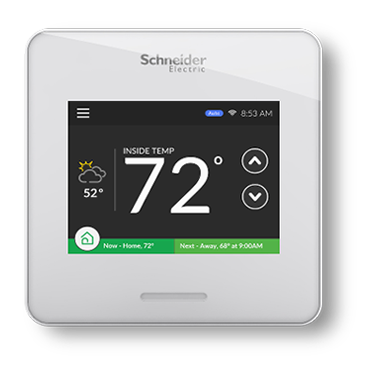 Schneider
Electric
Auto
8:53 AM
INSIDE TEMP
72°
52°
Now - Home, 72°
Next - Away, 68° at 9:00AM